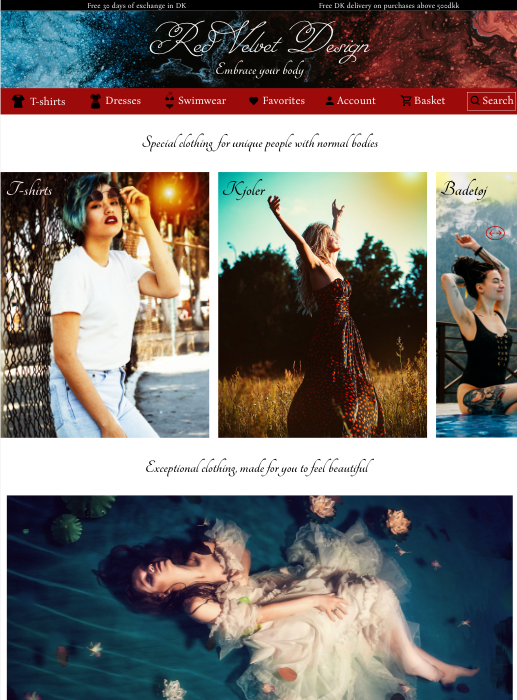 Free 30 days of exchange in DK
Free DK delivery on purchases above 500dkk
Red Velvet Design
Embrace your body
T-shirts
Dresses
Swimwear
Favorites
Account
Basket
Search
Special clothing for unique people with normal bodies
T-shirts
Kjoler
Badetøj
Exceptional clothing, made for you to feel beautiful